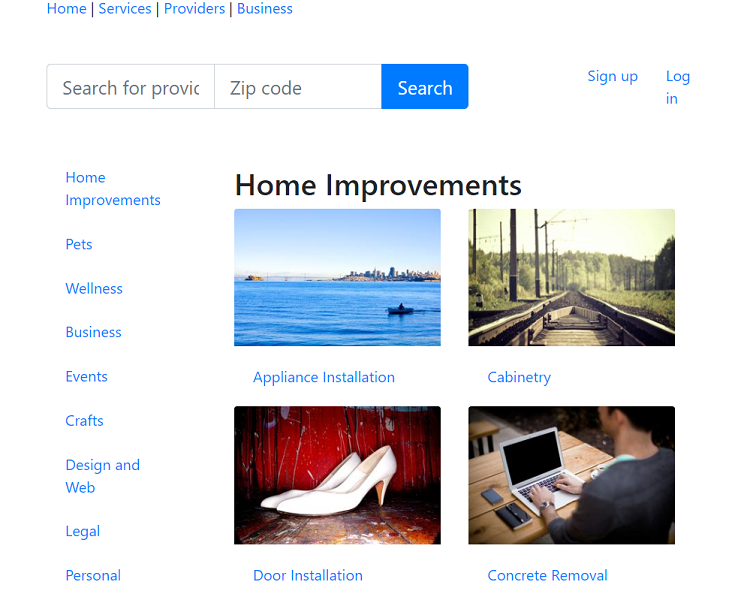 Home | Services | Providers | Business
Search for provic
Zip code
Search
Sign up
Log
in
Home
Improvements
Pets
Wellness
Business
Events
Crafts
Design and
Web
Legal
Personal
Home Improvements
Appliance Installation
Cabinetry
Door Installation
Concrete Removal